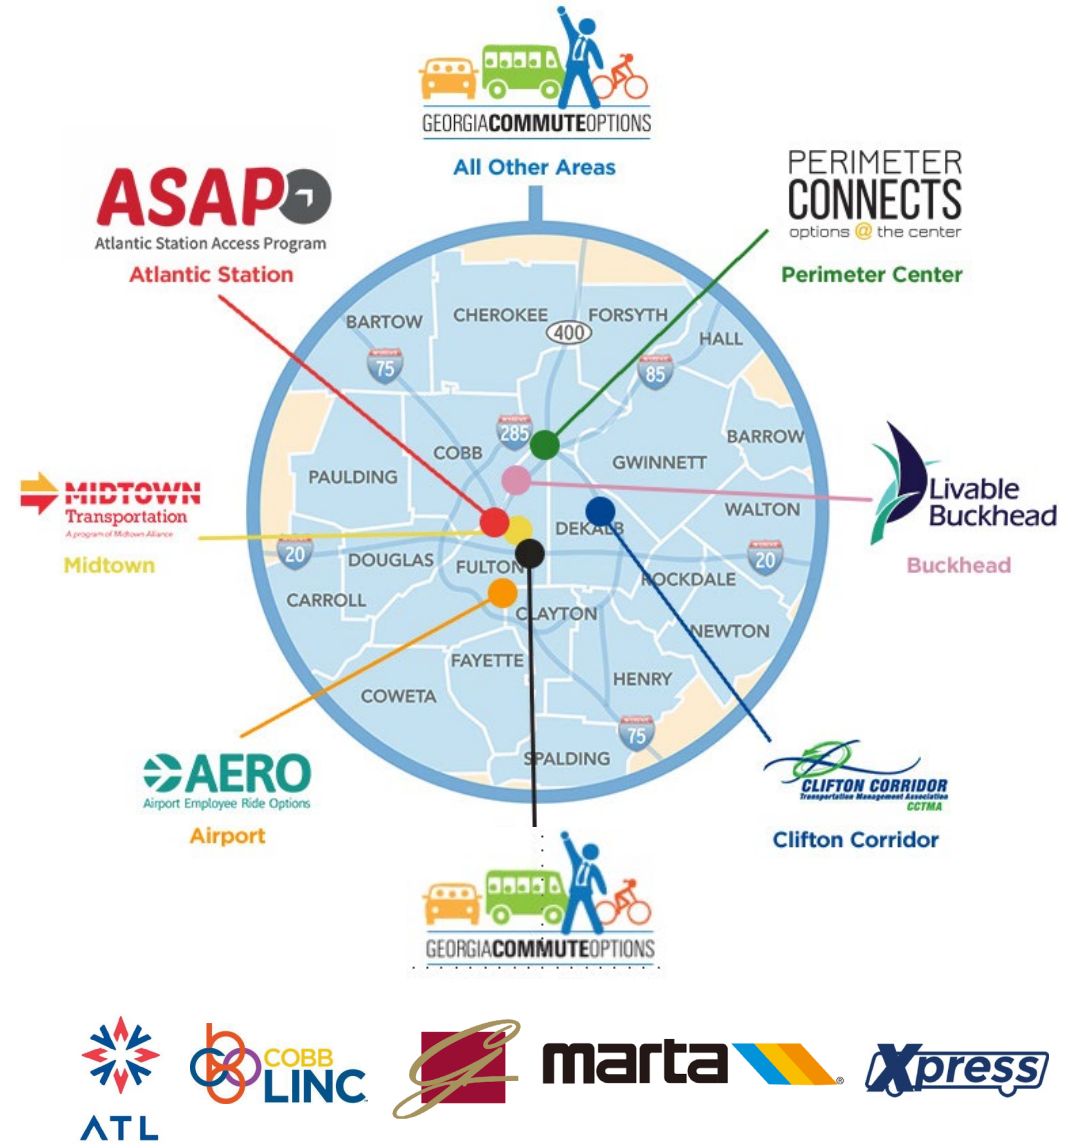 GEORGIACOMMUTEOPTIONS
All Other Areas
ASAP
Atlantic Station Access Program
Atlantic Station
PERIMETER
CONNECTS
options @ the center
Perimeter Center
BARTOW
CHEROKEE
FORSYTH
400
HALL
75
85
285
COBB
BARROW
GWINNETT
PAULDING
WALTON
DEKALB
MIDTOWN
Transportation
A program of Midtown Alliance
Midtown
Livable
Buckhead
Buckhead
20
DOUGLAS
FULTON
20
ROCKDALE
CARROLL
CLAYTON
NEWTON
FAYETTE
HENRY
COWETA
75
SPALDING
AERO
Airport Employee Ride Options
Airport
CLIFTON CORRIDOR
Transportation Management Association
CCTMA
Clifton Corridor
GEORGIACOMMUTEOPTIONS
ATL
COBB
LINC
marta
Xpress